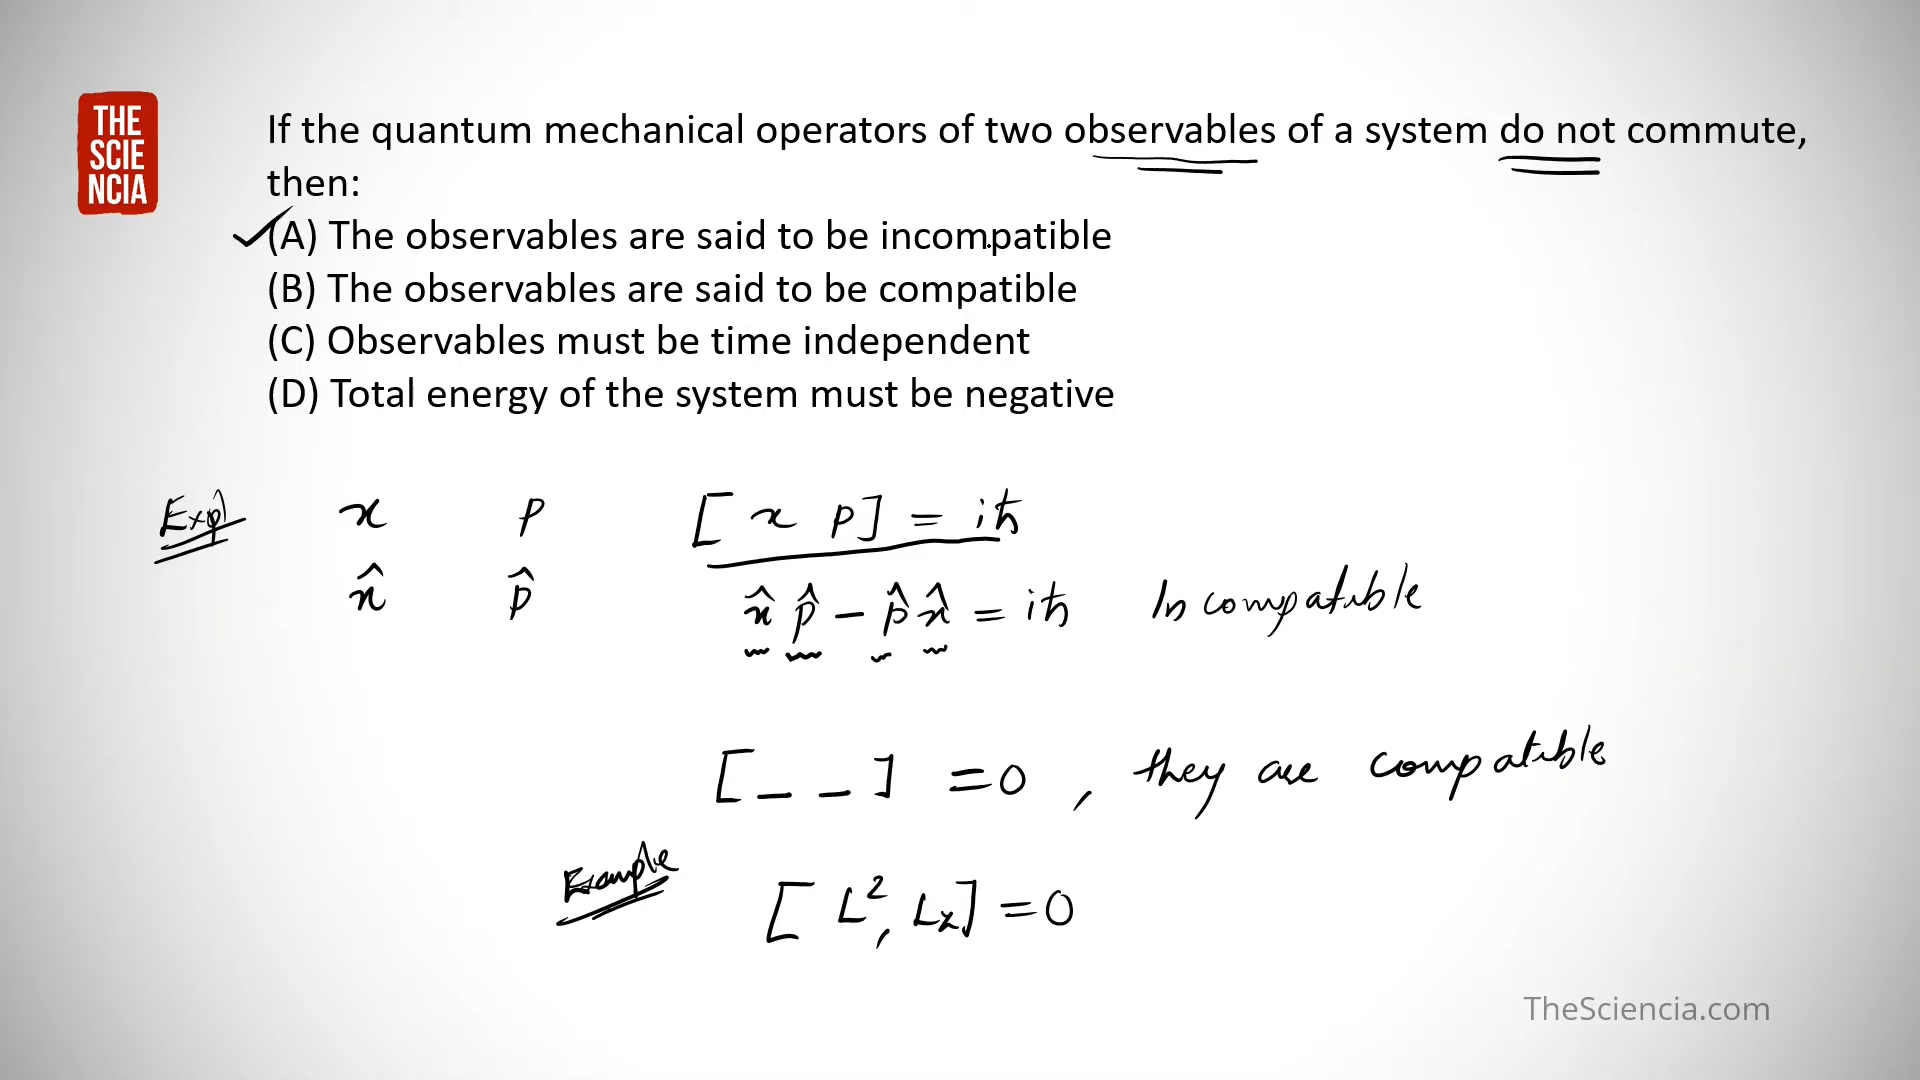 THE
SCIE
NCIA
If the quantum mechanical operators of two observables of a system do not commute,
then:
(A) The observables are said to be incompatible
(B) The observables are said to be compatible
(C) Observables must be time independent
(D) Total energy of the system must be negative
Expl x p [ x p ] = iħ
x̂ p̂ x̂ p̂ − p̂ x̂ = iħ Incompatible
[ _ _ ] = 0 , they are compatible
Example [ L², Lz ] = 0
TheSciencia.com